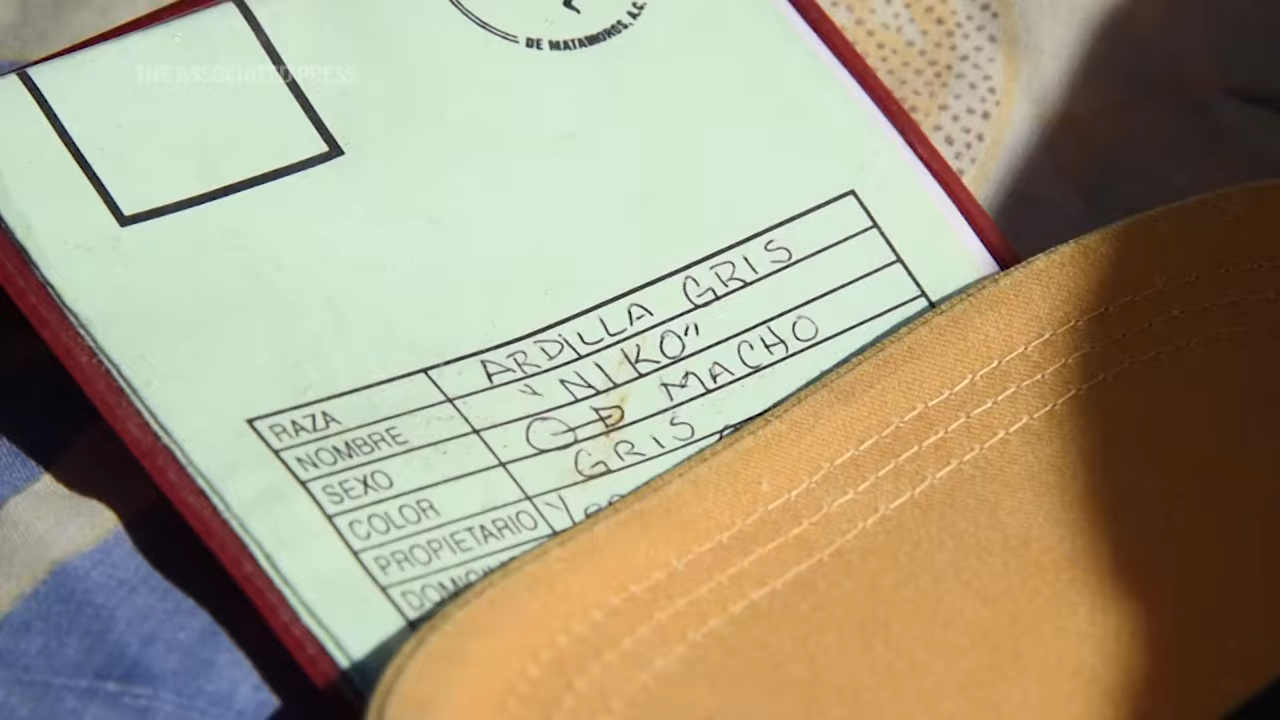 THE ASSOCIATED PRESS
DE MATAMOROS, A.C.
RAZA ARDILLA GRIS
NOMBRE "NIKO"
SEXO MACHO
COLOR GRIS
PROPIETARIO